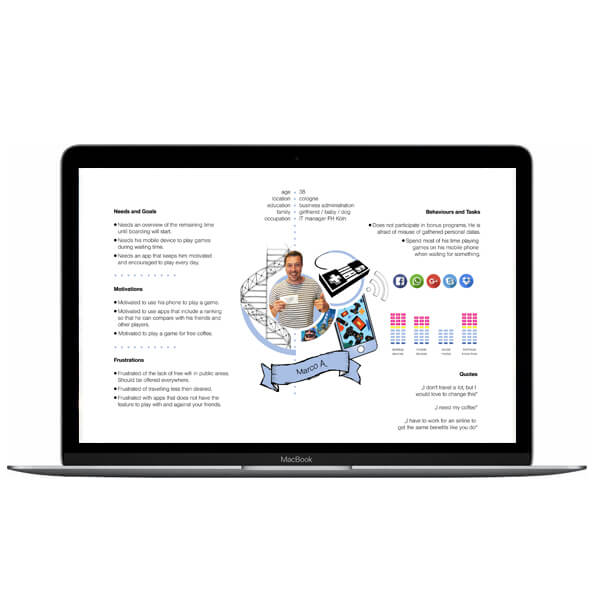 age • 38
location • cologne
education • business administration
family • girlfriend / baby / dog
occupation • IT manager FH Köln
Needs and Goals
• Needs an overview of the remaining time
until boarding will start.
• Needs his mobile device to play games
during waiting time.
• Needs an app that keeps him motivated
and encouraged to play every day.
Motivations
• Motivated to use his phone to play a game.
• Motivated to use apps that include a ranking
so that he can compare with his friends and
other players.
• Motivated to play a game for free coffee.
Frustrations
• Frustrated of the lack of free wifi in public areas.
Should be offered everywhere.
• Frustrated of travelling less then desired.
• Frustrated with apps that does not have the
feature to play with and against your friends.
Marco A.
Behaviours and Tasks
• Does not participate in bonus programs. He is
afraid of misuse of gathered personal datas.
• Spend most of his time playing
games on his mobile phone
when waiting for something.
Quotes
„I don't travel a lot, but I
would love to change this"
„I need my coffee"
„I have to work for an airline to
get the same benefits like you do"
MacBook